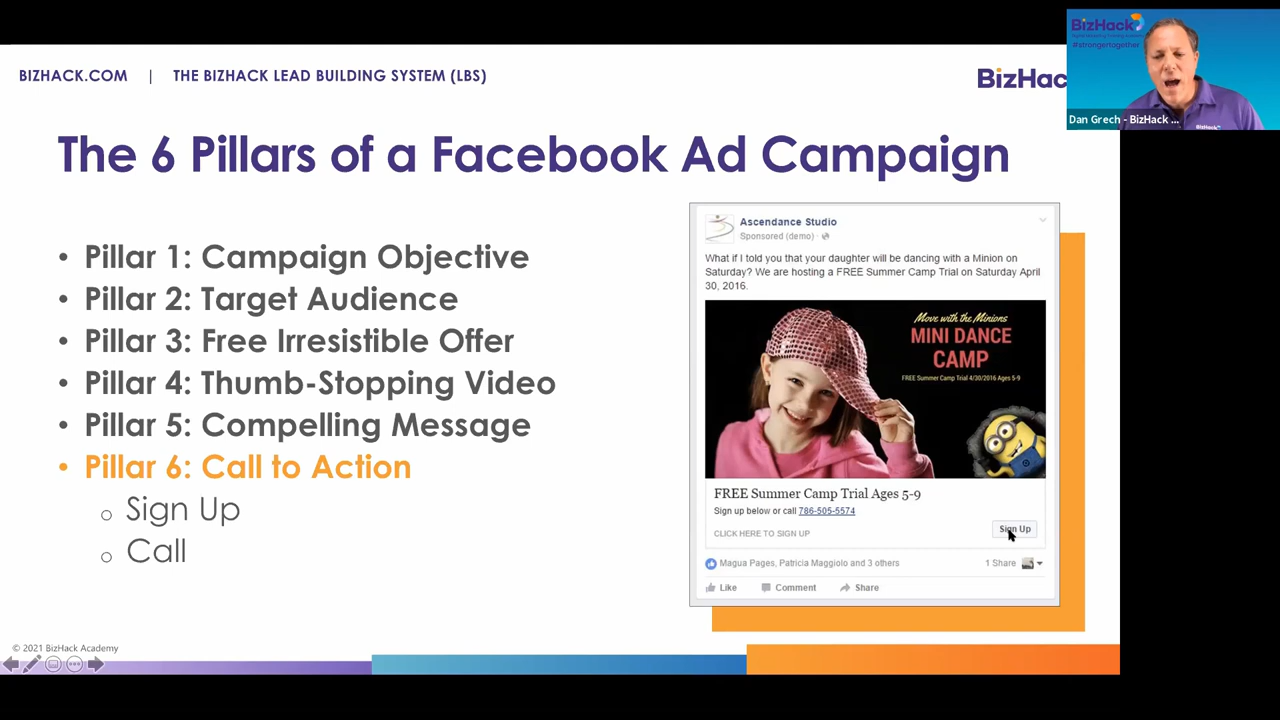 BIZHACK.COM | THE BIZHACK LEAD BUILDING SYSTEM (LBS)
BizHac
BizHack
#strongertogether
BizHack
Dan Grech - BizHack ...
The 6 Pillars of a Facebook Ad Campaign
• Pillar 1: Campaign Objective
• Pillar 2: Target Audience
• Pillar 3: Free Irresistible Offer
• Pillar 4: Thumb-Stopping Video
• Pillar 5: Compelling Message
• Pillar 6: Call to Action
o Sign Up
o Call
Ascendance Studio
Sponsored (demo) ·
What if I told you that your daughter will be dancing with a Minion on
Saturday? We are hosting a FREE Summer Camp Trial on Saturday April
30, 2016.
Move with the Minions
MINI DANCE
CAMP
FREE Summer Camp Trial 4/30/2016 Ages 5-9
FREE Summer Camp Trial Ages 5-9
Sign up below or call 786-505-5574
CLICK HERE TO SIGN UP
Sign Up
Magua Pages, Patricia Maggiolo and 3 others
1 Share
Like Comment Share
© 2021 BizHack Academy